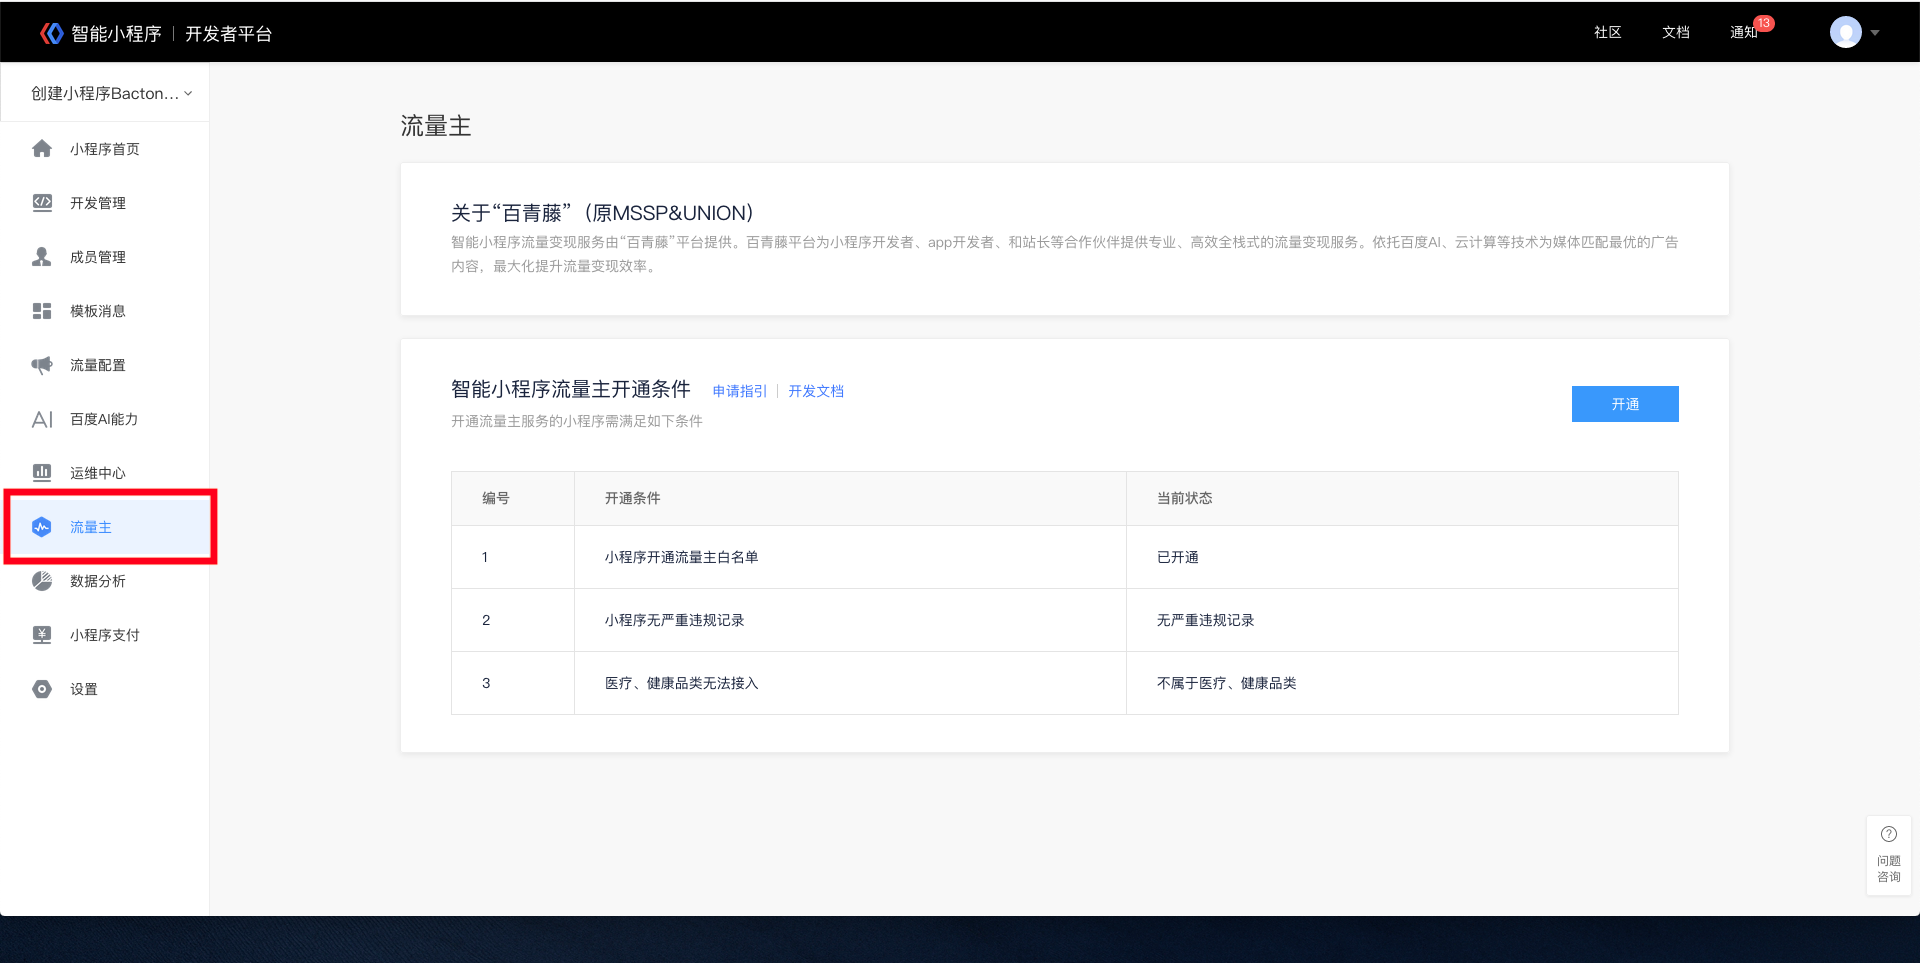 智能小程序 | 开发者平台
社区
文档
通知
13
创建小程序Bacton...
小程序首页
开发管理
成员管理
模板消息
流量配置
AI 百度AI能力
运维中心
流量主
数据分析
小程序支付
设置
流量主
关于“百青藤”（原MSSP&UNION）
智能小程序流量变现服务由“百青藤”平台提供。百青藤平台为小程序开发者、app开发者、和站长等合作伙伴提供专业、高效全栈式的流量变现服务。依托百度AI、云计算等技术为媒体匹配最优的广告
内容，最大化提升流量变现效率。
智能小程序流量主开通条件 申请指引 | 开发文档
开通
开通流量主服务的小程序需满足如下条件
编号 开通条件 当前状态
1 小程序开通流量主白名单 已开通
2 小程序无严重违规记录 无严重违规记录
3 医疗、健康品类无法接入 不属于医疗、健康品类
问题
咨询